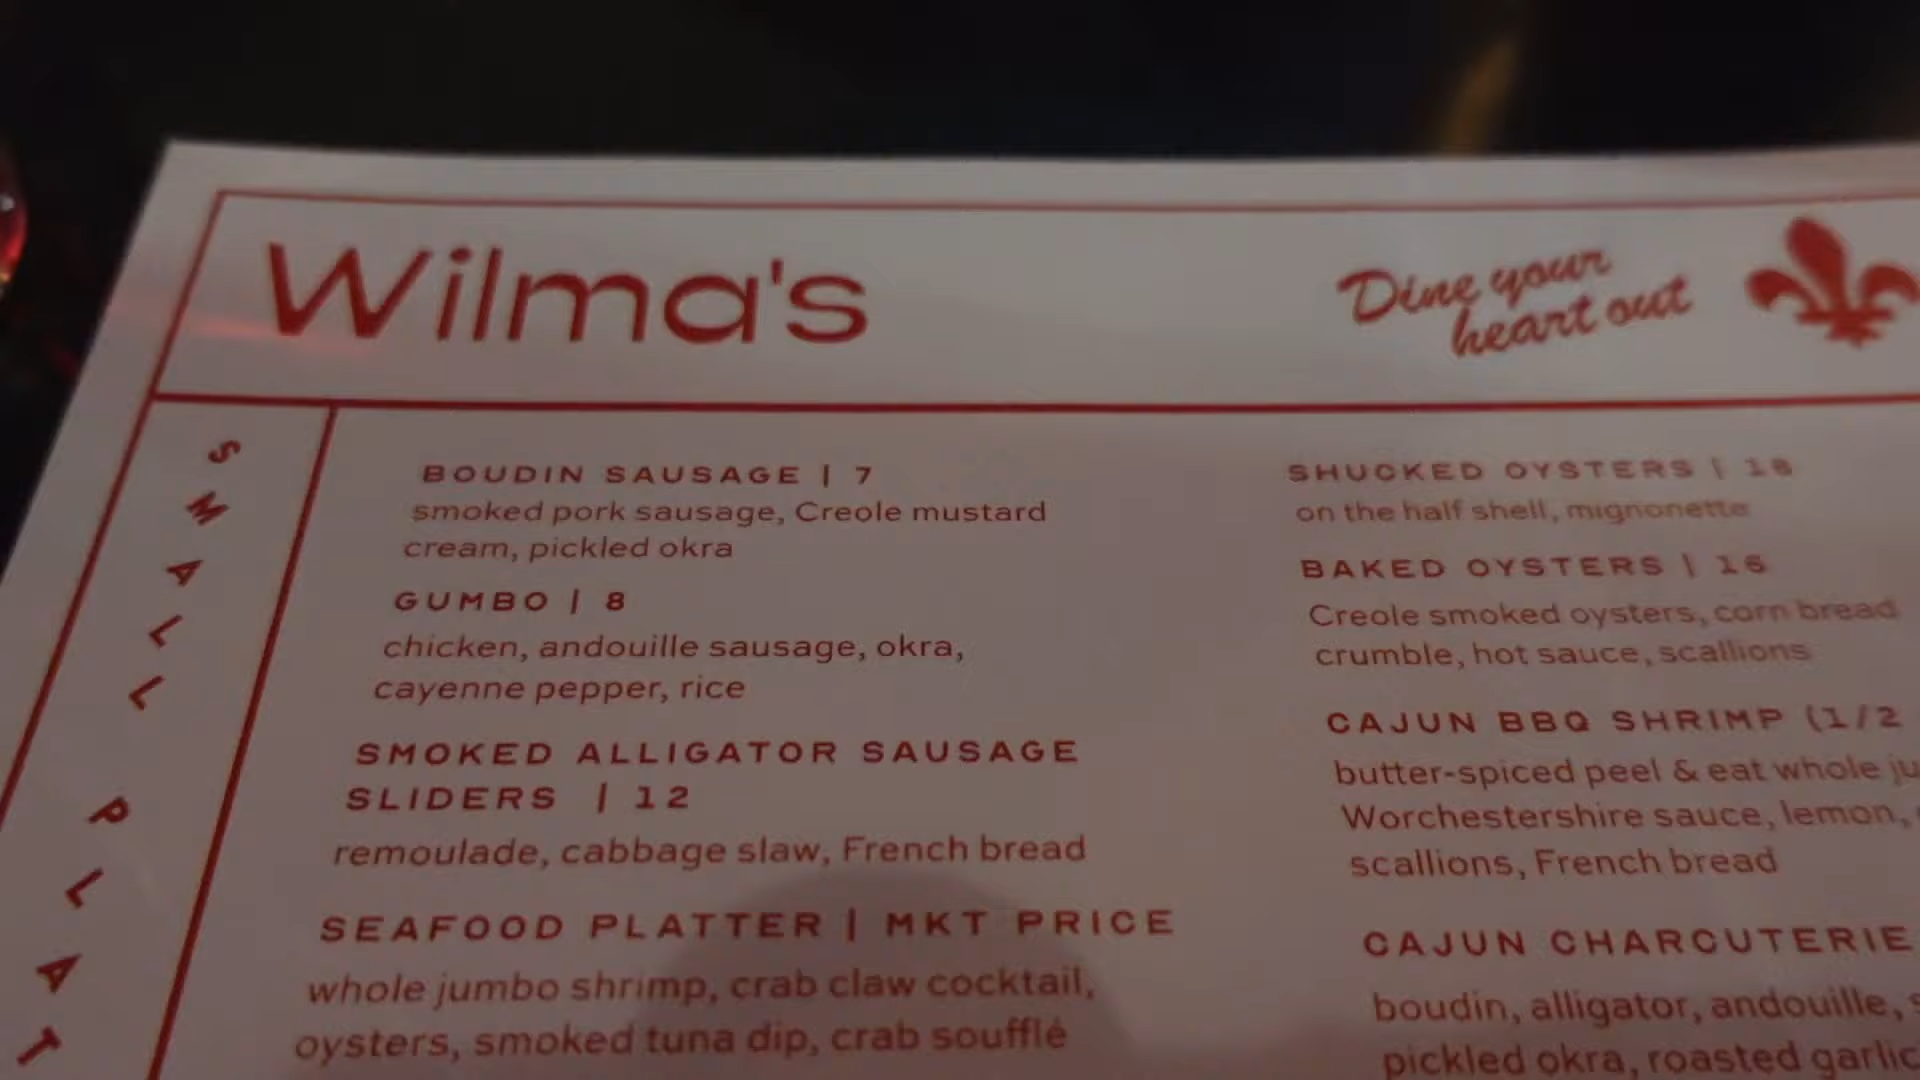 Wilma's
Dine your
heart out
SMALL PLAT
BOUDIN SAUSAGE | 7
smoked pork sausage, Creole mustard
cream, pickled okra
GUMBO | 8
chicken, andouille sausage, okra,
cayenne pepper, rice
SMOKED ALLIGATOR SAUSAGE
SLIDERS | 12
remoulade, cabbage slaw, French bread
SEAFOOD PLATTER | MKT PRICE
whole jumbo shrimp, crab claw cocktail,
oysters, smoked tuna dip, crab soufflé
SHUCKED OYSTERS |
on the half shell, mignonette
BAKED OYSTERS | 16
Creole smoked oysters, corn bread
crumble, hot sauce, scallions
CAJUN BBQ SHRIMP (1/2
butter-spiced peel & eat whole ju
Worchestershire sauce, lemon,
scallions, French bread
CAJUN CHARCUTERIE
boudin, alligator, andouille,
pickled okra, roasted garlic